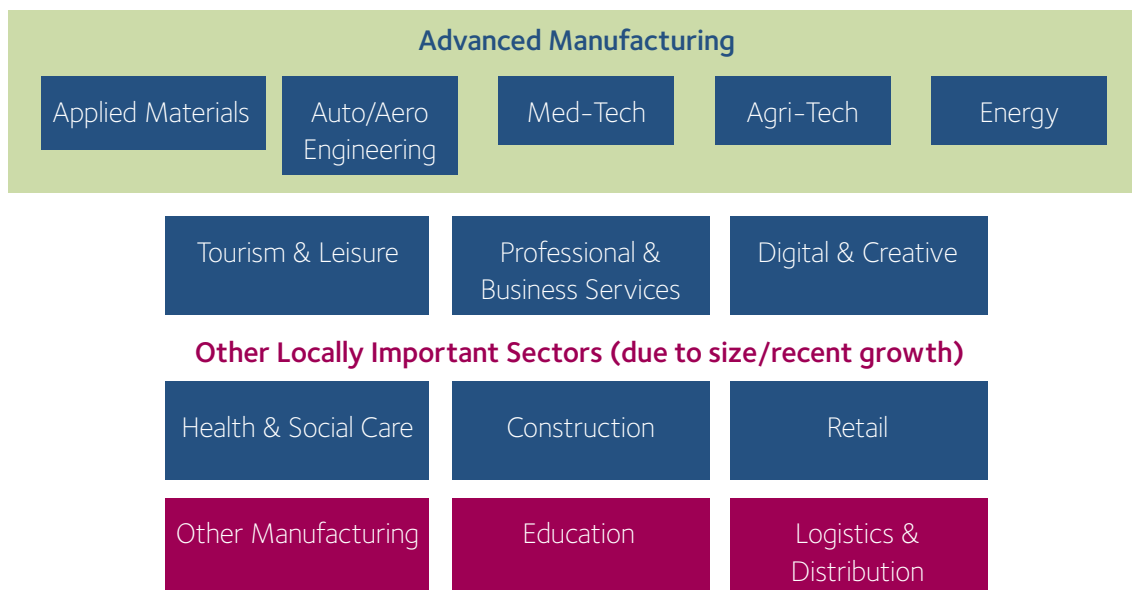 Advanced Manufacturing
Applied Materials
Auto/Aero
Engineering
Med-Tech
Agri-Tech
Energy
Tourism & Leisure
Professional &
Business Services
Digital & Creative
Other Locally Important Sectors (due to size/recent growth)
Health & Social Care
Construction
Retail
Other Manufacturing
Education
Logistics &
Distribution